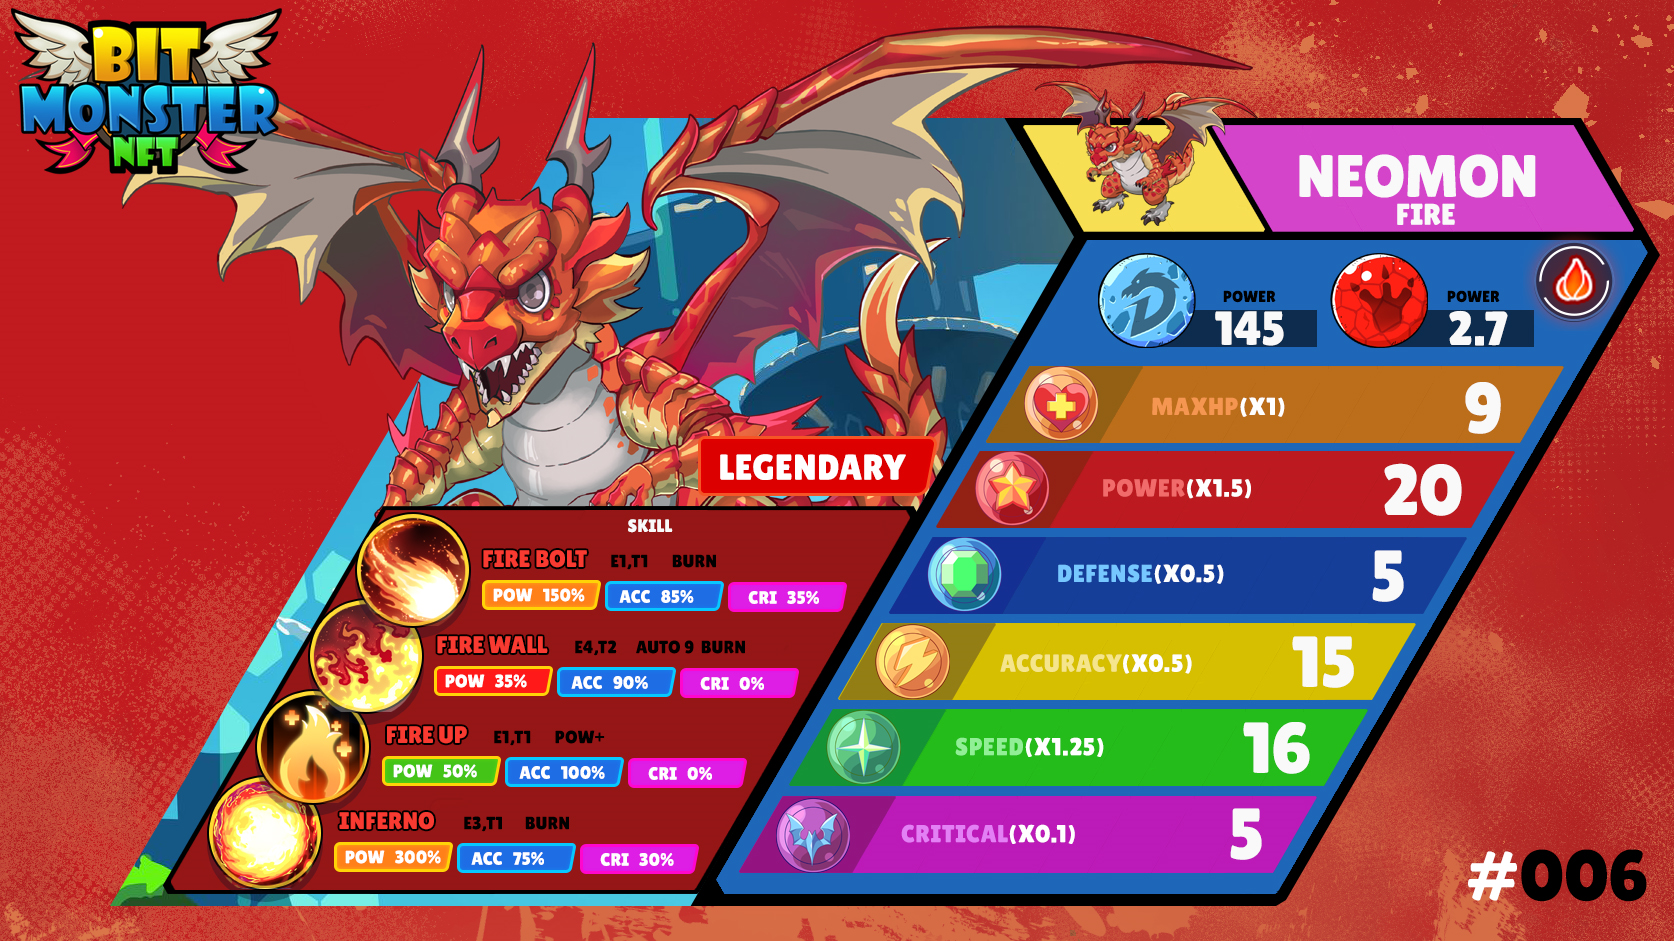 BIT
MONSTER
NFT
NEOMON
FIRE
POWER
145
POWER
2.7
MAXHP(X1) 9
POWER(X1.5) 20
DEFENSE(X0.5) 5
ACCURACY(X0.5) 15
SPEED(X1.25) 16
CRITICAL(X0.1) 5
LEGENDARY
SKILL
FIRE BOLT E1,T1 BURN
POW 150% ACC 85% CRI 35%
FIRE WALL E4,T2 AUTO 9 BURN
POW 35% ACC 90% CRI 0%
FIRE UP E1,T1 POW+
POW 50% ACC 100% CRI 0%
INFERNO E3,T1 BURN
POW 300% ACC 75% CRI 30%
#006